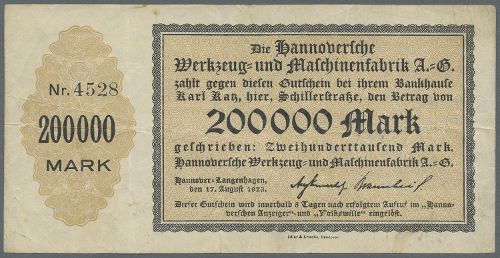 Nr. 4528
200000
MARK
Die Hannoversche
Werkzeug- und Maschinenfabrik A.-G.
zahlt gegen diesen Gutschein bei ihrem Bankhause
Karl Katz, hier, Schillerstraße, den Betrag von
200000 Mark
geschrieben: Zweihunderttausend Mark.
Hannoversche Werkzeug- und Maschinenfabrik A.-G.
Hannover-Langenhagen,
den 17. August 1923.
Dieser Gutschein wird innerhalb 8 Tagen nach erfolgtem Aufruf im „Hanno-
verschen Anzeiger"- und „Volkswille" eingelöst.